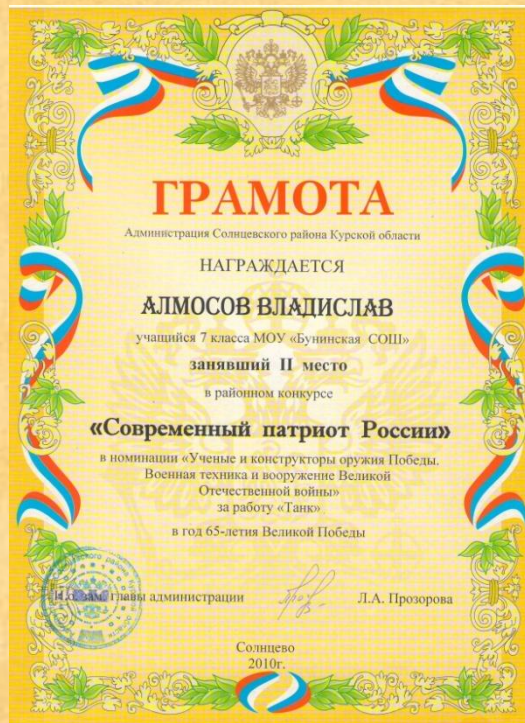 ГРАМОТА
Администрация Солнцевского района Курской области
НАГРАЖДАЕТСЯ
АЛМОСОВ ВЛАДИСЛАВ
учащийся 7 класса МОУ «Бунинская СОШ»
занявший II место
в районном конкурсе
«Современный патриот России»
в номинации «Ученые и конструкторы оружия Победы.
Военная техника и вооружение Великой
Отечественной войны»
за работу «Танк»
в год 65-летия Великой Победы
И.о. зам. главы администрации Л.А. Прозорова
Солнцево
2010г.